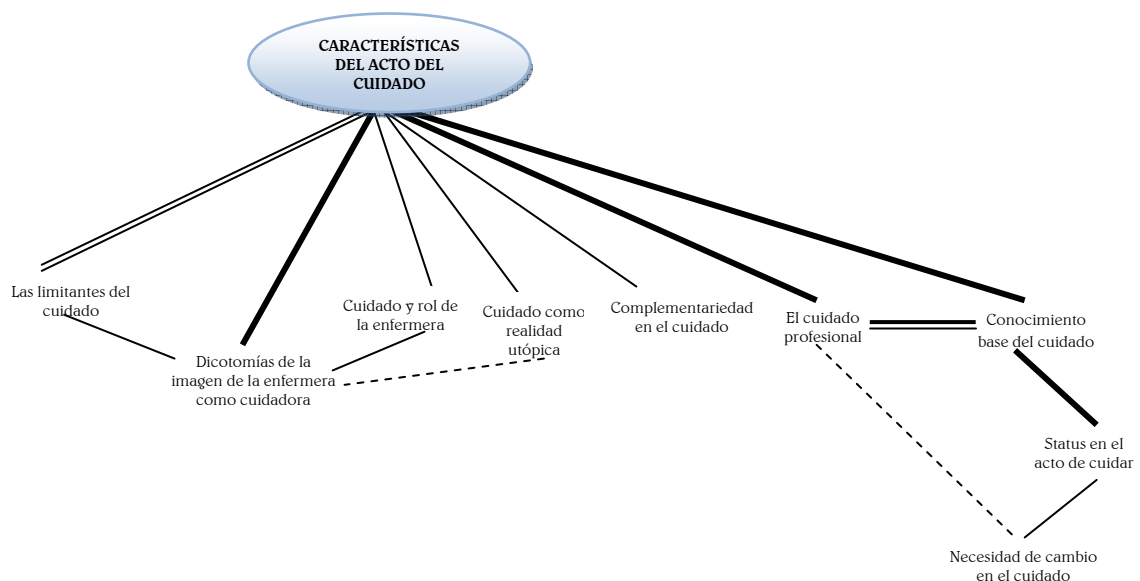 CARACTERÍSTICAS
DEL ACTO DEL
CUIDADO
Las limitantes del
cuidado
Dicotomías de la
imagen de la enfermera
como cuidadora
Cuidado y rol de
la enfermera
Cuidado como
realidad
utópica
Complementariedad
en el cuidado
El cuidado
profesional
Conocimiento
base del cuidado
Status en el
acto de cuidar
Necesidad de cambio
en el cuidado